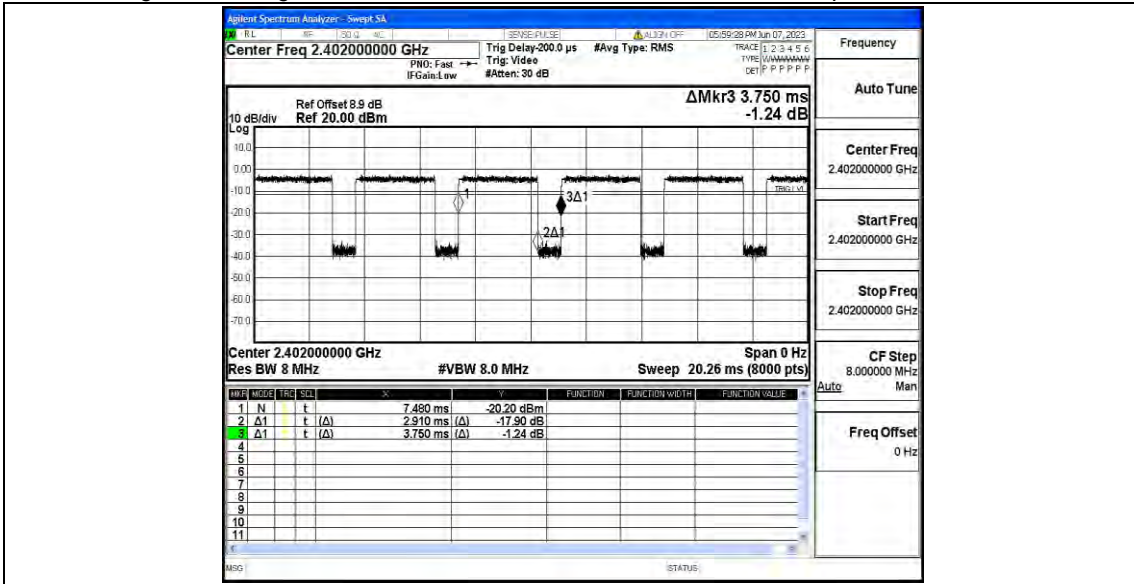 Agilent Spectrum Analyzer - Swept SA
RL RF 50 Ω AC SENSE:PULSE ALIGN OFF 05:59:28 PM Jun 07, 2023
Center Freq 2.402000000 GHz
PNO: Fast
IFGain:Low
Trig Delay-200.0 µs
Trig: Video
#Atten: 30 dB
#Avg Type: RMS
TRACE 1 2 3 4 5 6
TYPE
DET P P P P P P
Frequency
Auto Tune
Ref Offset 8.9 dB
10 dB/div Ref 20.00 dBm
ΔMkr3 3.750 ms
-1.24 dB
Log
10.0
0.00
-10.0
-20.0
-30.0
-40.0
-50.0
-60.0
-70.0
1
2Δ1
3Δ1
TRIG LVL
Center Freq
2.402000000 GHz
Start Freq
2.402000000 GHz
Stop Freq
2.402000000 GHz
CF Step
8.000000 MHz
Auto Man
Freq Offset
0 Hz
Center 2.402000000 GHz Span 0 Hz
Res BW 8 MHz #VBW 8.0 MHz Sweep 20.26 ms (8000 pts)
MKR MODE TRC SCL X Y FUNCTION FUNCTION WIDTH FUNCTION VALUE
1 N t 7.480 ms -20.20 dBm
2 Δ1 t (Δ) 2.910 ms (Δ) -17.90 dB
3 Δ1 t (Δ) 3.750 ms (Δ) -1.24 dB
4
5
6
7
8
9
10
11
MSG STATUS